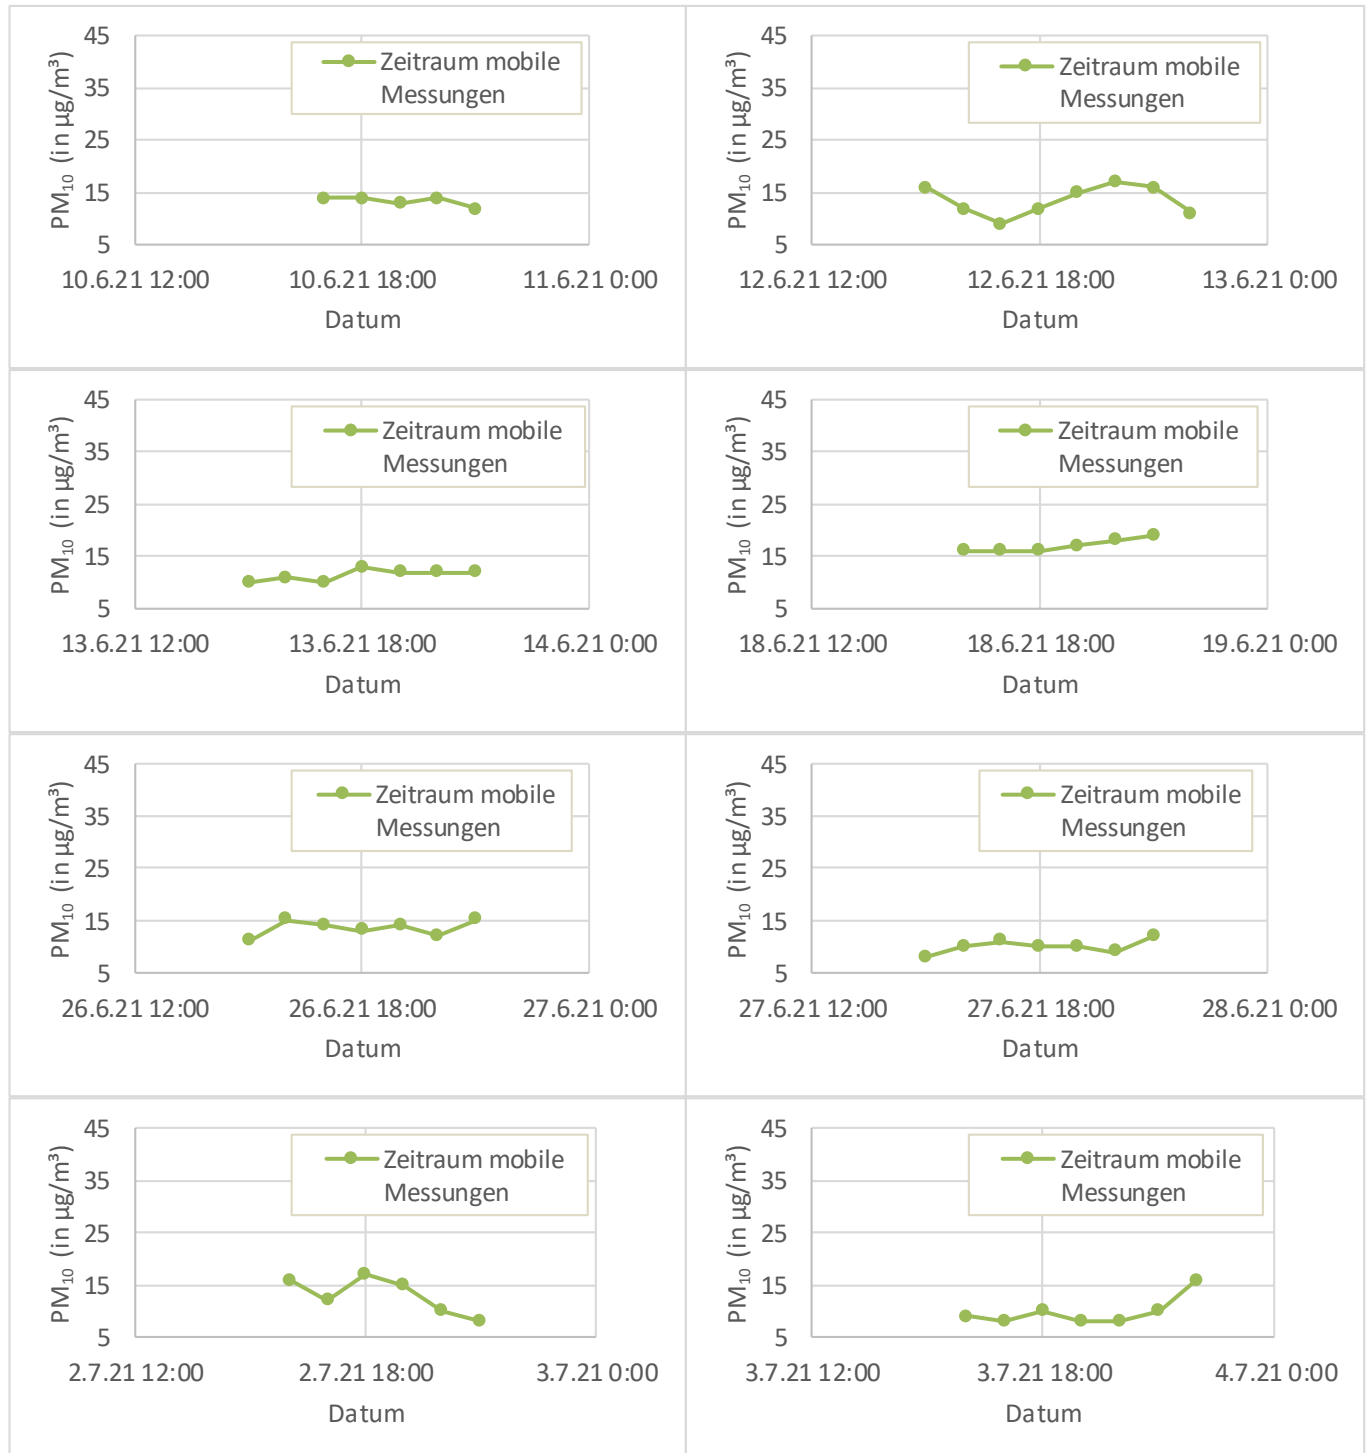 45
35
25
15
5
PM₁₀ (in µg/m³)
Zeitraum mobile
Messungen
10.6.21 12:00 10.6.21 18:00 11.6.21 0:00
Datum
45
35
25
15
5
PM₁₀ (in µg/m³)
Zeitraum mobile
Messungen
12.6.21 12:00 12.6.21 18:00 13.6.21 0:00
Datum
45
35
25
15
5
PM₁₀ (in µg/m³)
Zeitraum mobile
Messungen
13.6.21 12:00 13.6.21 18:00 14.6.21 0:00
Datum
45
35
25
15
5
PM₁₀ (in µg/m³)
Zeitraum mobile
Messungen
18.6.21 12:00 18.6.21 18:00 19.6.21 0:00
Datum
45
35
25
15
5
PM₁₀ (in µg/m³)
Zeitraum mobile
Messungen
26.6.21 12:00 26.6.21 18:00 27.6.21 0:00
Datum
45
35
25
15
5
PM₁₀ (in µg/m³)
Zeitraum mobile
Messungen
27.6.21 12:00 27.6.21 18:00 28.6.21 0:00
Datum
45
35
25
15
5
PM₁₀ (in µg/m³)
Zeitraum mobile
Messungen
2.7.21 12:00 2.7.21 18:00 3.7.21 0:00
Datum
45
35
25
15
5
PM₁₀ (in µg/m³)
Zeitraum mobile
Messungen
3.7.21 12:00 3.7.21 18:00 4.7.21 0:00
Datum